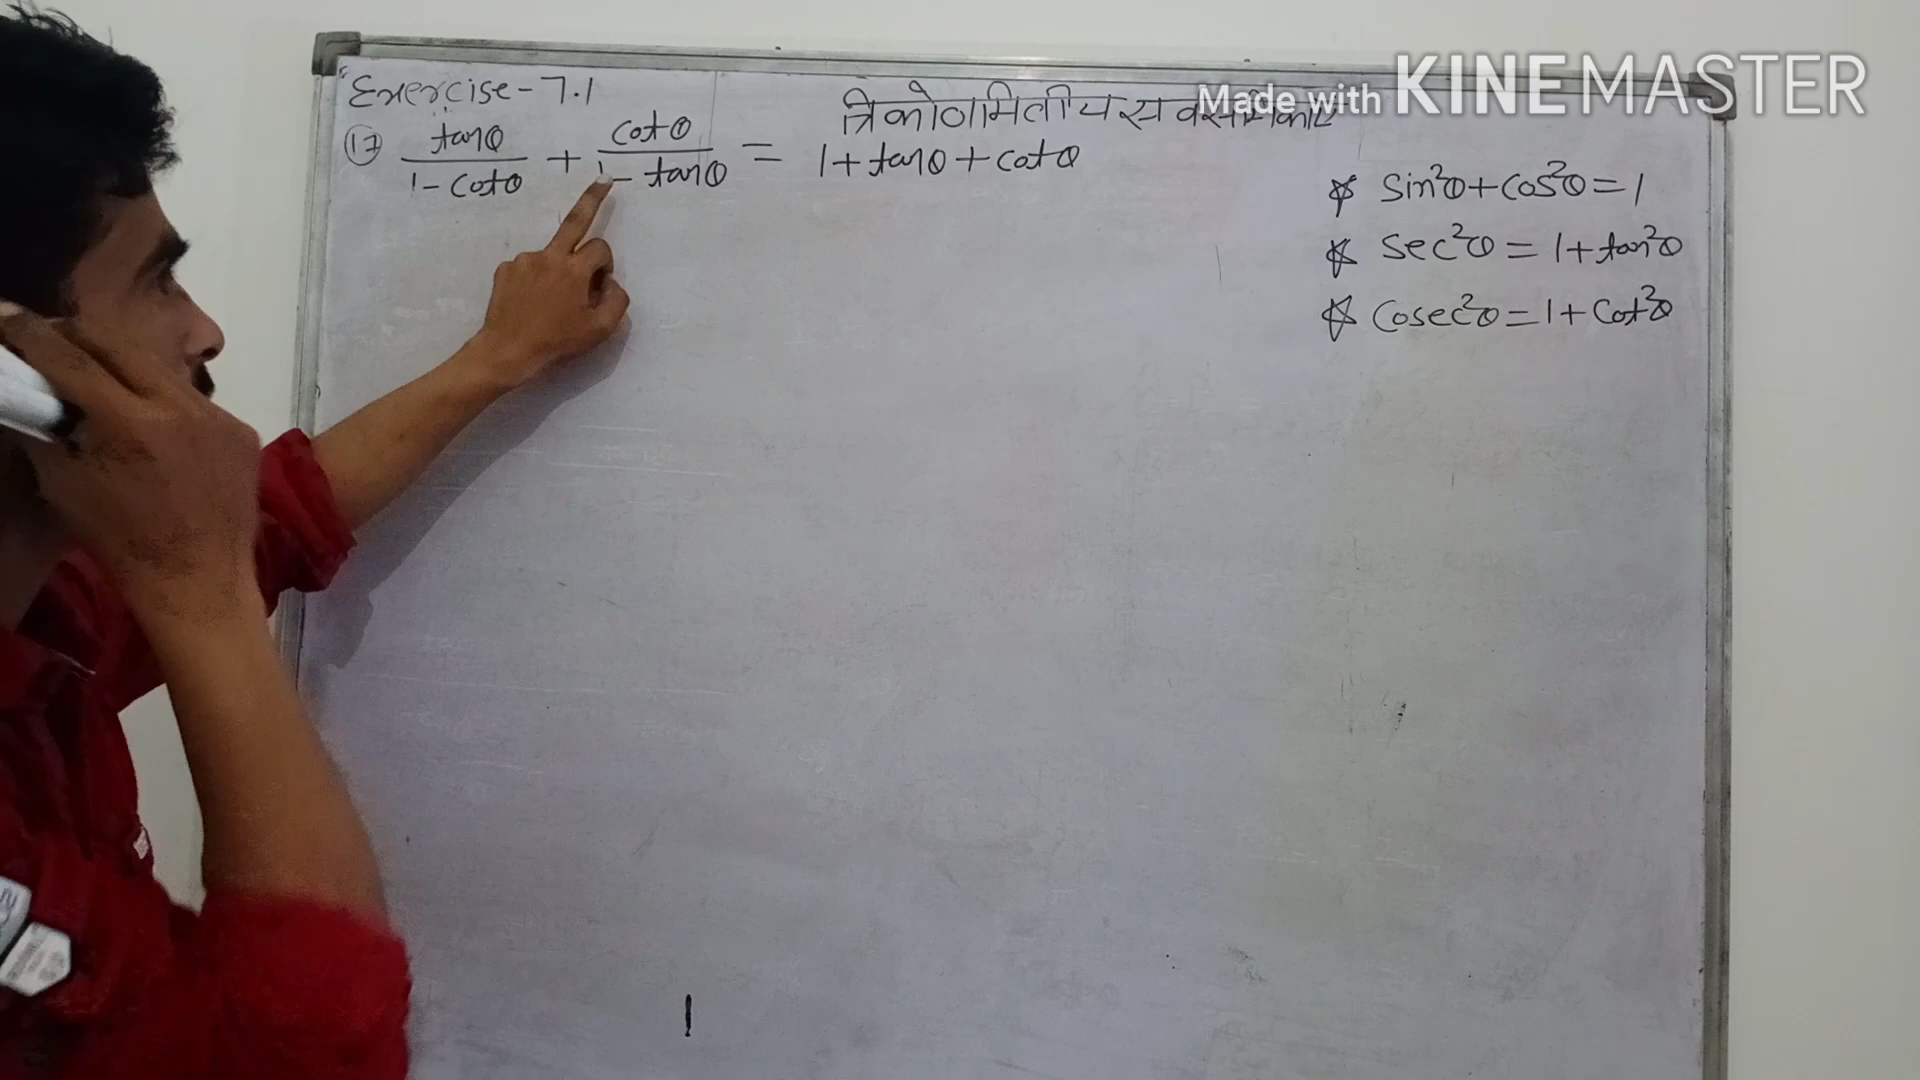 Exercise-7.1
त्रिकोणमितीय सर्वसमिकाएं
Made with KINEMASTER
(17) tanθ/(1-cotθ) + cotθ/(1-tanθ) = 1+tanθ+cotθ
☆ Sin²θ+cos²θ=1
☆ Sec²θ=1+tan²θ
☆ Cosec²θ=1+Cot²θ